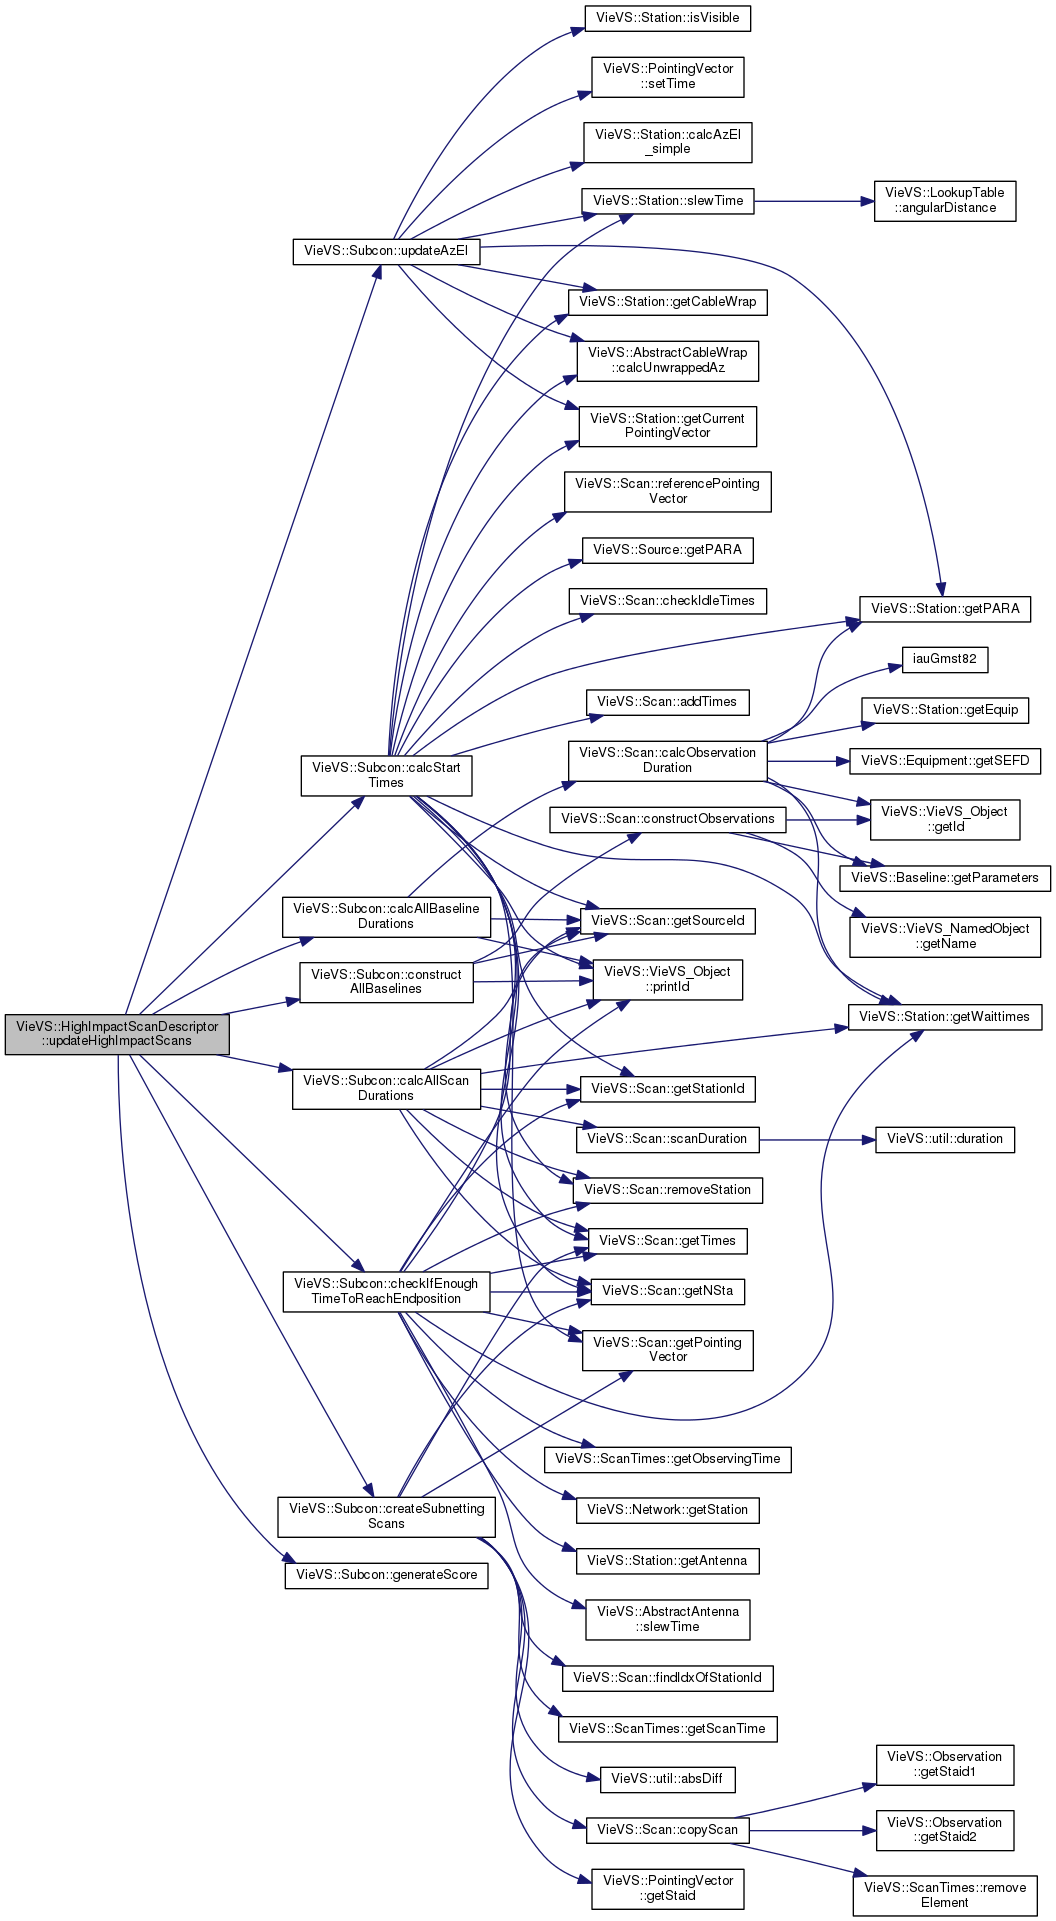 VieVS::Station::isVisible
VieVS::PointingVector
::setTime
VieVS::Station::calcAzEl
_simple
VieVS::Station::slewTime
VieVS::LookupTable
::angularDistance
VieVS::Subcon::updateAzEl
VieVS::Station::getCableWrap
VieVS::AbstractCableWrap
::calcUnwrappedAz
VieVS::Station::getCurrent
PointingVector
VieVS::Scan::referencePointing
Vector
VieVS::Source::getPARA
VieVS::Scan::checkIdleTimes
VieVS::Station::getPARA
iauGmst82
VieVS::Scan::addTimes
VieVS::Station::getEquip
VieVS::Subcon::calcStart
Times
VieVS::Scan::calcObservation
Duration
VieVS::Equipment::getSEFD
VieVS::Scan::constructObservations
VieVS::VieVS_Object
::getId
VieVS::Baseline::getParameters
VieVS::Subcon::calcAllBaseline
Durations
VieVS::Scan::getSourceId
VieVS::VieVS_NamedObject
::getName
VieVS::Subcon::construct
AllBaselines
VieVS::VieVS_Object
::printId
VieVS::Station::getWaittimes
VieVS::HighImpactScanDescriptor
::updateHighImpactScans
VieVS::Subcon::calcAllScan
Durations
VieVS::Scan::getStationId
VieVS::Scan::scanDuration
VieVS::util::duration
VieVS::Scan::removeStation
VieVS::Scan::getTimes
VieVS::Subcon::checkIfEnough
TimeToReachEndposition
VieVS::Scan::getNSta
VieVS::Scan::getPointing
Vector
VieVS::ScanTimes::getObservingTime
VieVS::Network::getStation
VieVS::Subcon::createSubnetting
Scans
VieVS::Station::getAntenna
VieVS::Subcon::generateScore
VieVS::AbstractAntenna
::slewTime
VieVS::Scan::findIdxOfStationId
VieVS::ScanTimes::getScanTime
VieVS::util::absDiff
VieVS::Observation
::getStaid1
VieVS::Scan::copyScan
VieVS::Observation
::getStaid2
VieVS::PointingVector
::getStaid
VieVS::ScanTimes::remove
Element